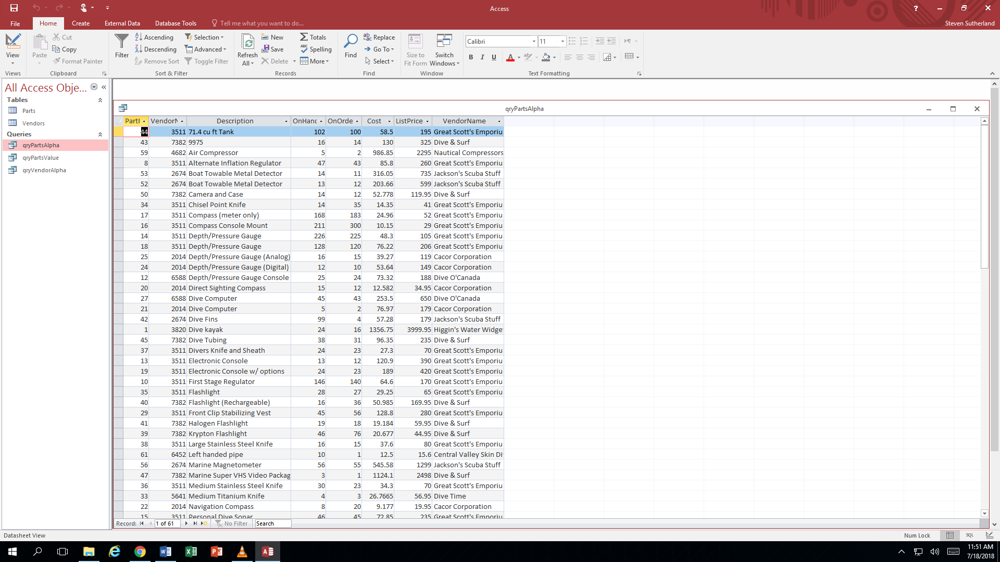 Access
File Home Create External Data Database Tools Tell me what you want to do... Steven Sutherland
View Paste Cut Copy Format Painter Filter Ascending Descending Remove Sort Selection Advanced Toggle Filter Refresh All New Save Delete Totals Spelling More Find Replace Go To Select Size to Fit Form Switch Windows Calibri 11 B I U A
Views Clipboard Sort & Filter Records Find Window Text Formatting
All Access Obje...
Tables
Parts
Vendors
Queries
qryPartsAlpha
qryPartsValue
qryVendorAlpha
qryPartsAlpha
PartI VendorN Description OnHand OnOrde Cost ListPrice VendorName
44 3511 71.4 cu ft Tank 102 100 58.5 195 Great Scott's Emporiu
43 7382 9975 16 14 130 325 Dive & Surf
59 4682 Air Compressor 5 2 986.85 2295 Nautical Compressors
8 3511 Alternate Inflation Regulator 47 43 85.8 260 Great Scott's Emporiu
53 2674 Boat Towable Metal Detector 14 11 316.05 735 Jackson's Scuba Stuff
52 2674 Boat Towable Metal Detector 13 12 203.66 599 Jackson's Scuba Stuff
50 7382 Camera and Case 14 12 52.778 119.95 Dive & Surf
34 3511 Chisel Point Knife 14 35 14.35 41 Great Scott's Emporiu
17 3511 Compass (meter only) 168 183 24.96 52 Great Scott's Emporiu
16 3511 Compass Console Mount 211 300 10.15 29 Great Scott's Emporiu
14 3511 Depth/Pressure Gauge 226 225 48.3 105 Great Scott's Emporiu
18 3511 Depth/Pressure Gauge 128 120 76.22 206 Great Scott's Emporiu
25 2014 Depth/Pressure Gauge (Analog) 16 15 39.27 119 Cacor Corporation
24 2014 Depth/Pressure Gauge (Digital) 12 10 53.64 149 Cacor Corporation
12 6588 Depth/Pressure Gauge Console 25 24 73.32 188 Dive O'Canada
20 2014 Direct Sighting Compass 15 12 12.582 34.95 Cacor Corporation
27 6588 Dive Computer 45 43 253.5 650 Dive O'Canada
21 2014 Dive Computer 5 2 76.97 179 Cacor Corporation
42 2674 Dive Fins 99 4 57.28 179 Jackson's Scuba Stuff
1 3820 Dive kayak 24 16 1356.75 3999.95 Higgin's Water Widge
45 7382 Dive Tubing 38 31 96.35 235 Dive & Surf
37 3511 Divers Knife and Sheath 24 23 27.3 70 Great Scott's Emporiu
13 3511 Electronic Console 13 12 120.9 390 Great Scott's Emporiu
19 3511 Electronic Console w/ options 24 23 189 420 Great Scott's Emporiu
10 3511 First Stage Regulator 146 140 64.6 170 Great Scott's Emporiu
35 3511 Flashlight 28 27 29.25 65 Great Scott's Emporiu
40 7382 Flashlight (Rechargeable) 16 36 50.985 169.95 Dive & Surf
29 3511 Front Clip Stabilizing Vest 45 56 128.8 280 Great Scott's Emporiu
41 7382 Halogen Flashlight 19 18 19.184 59.95 Dive & Surf
39 7382 Krypton Flashlight 46 76 20.677 44.95 Dive & Surf
38 3511 Large Stainless Steel Knife 16 15 37.6 80 Great Scott's Emporiu
61 6452 Left handed pipe 10 1 12.5 15.6 Central Valley Skin Di
56 2674 Marine Magnetometer 56 55 545.58 1299 Jackson's Scuba Stuff
47 7382 Marine Super VHS Video Packag 3 1 1124.1 2498 Dive & Surf
36 3511 Medium Stainless Steel Knife 30 23 34.3 70 Great Scott's Emporiu
33 5641 Medium Titanium Knife 4 3 26.7665 56.95 Dive Time
22 2014 Navigation Compass 8 20 9.177 19.95 Cacor Corporation
15 3511 Personal Dive Sonar 46 45 72.85 235 Great Scott's Emporiu
Record: 1 of 61 No Filter Search
Datasheet View Num Lock SQL
11:51 AM
7/18/2018